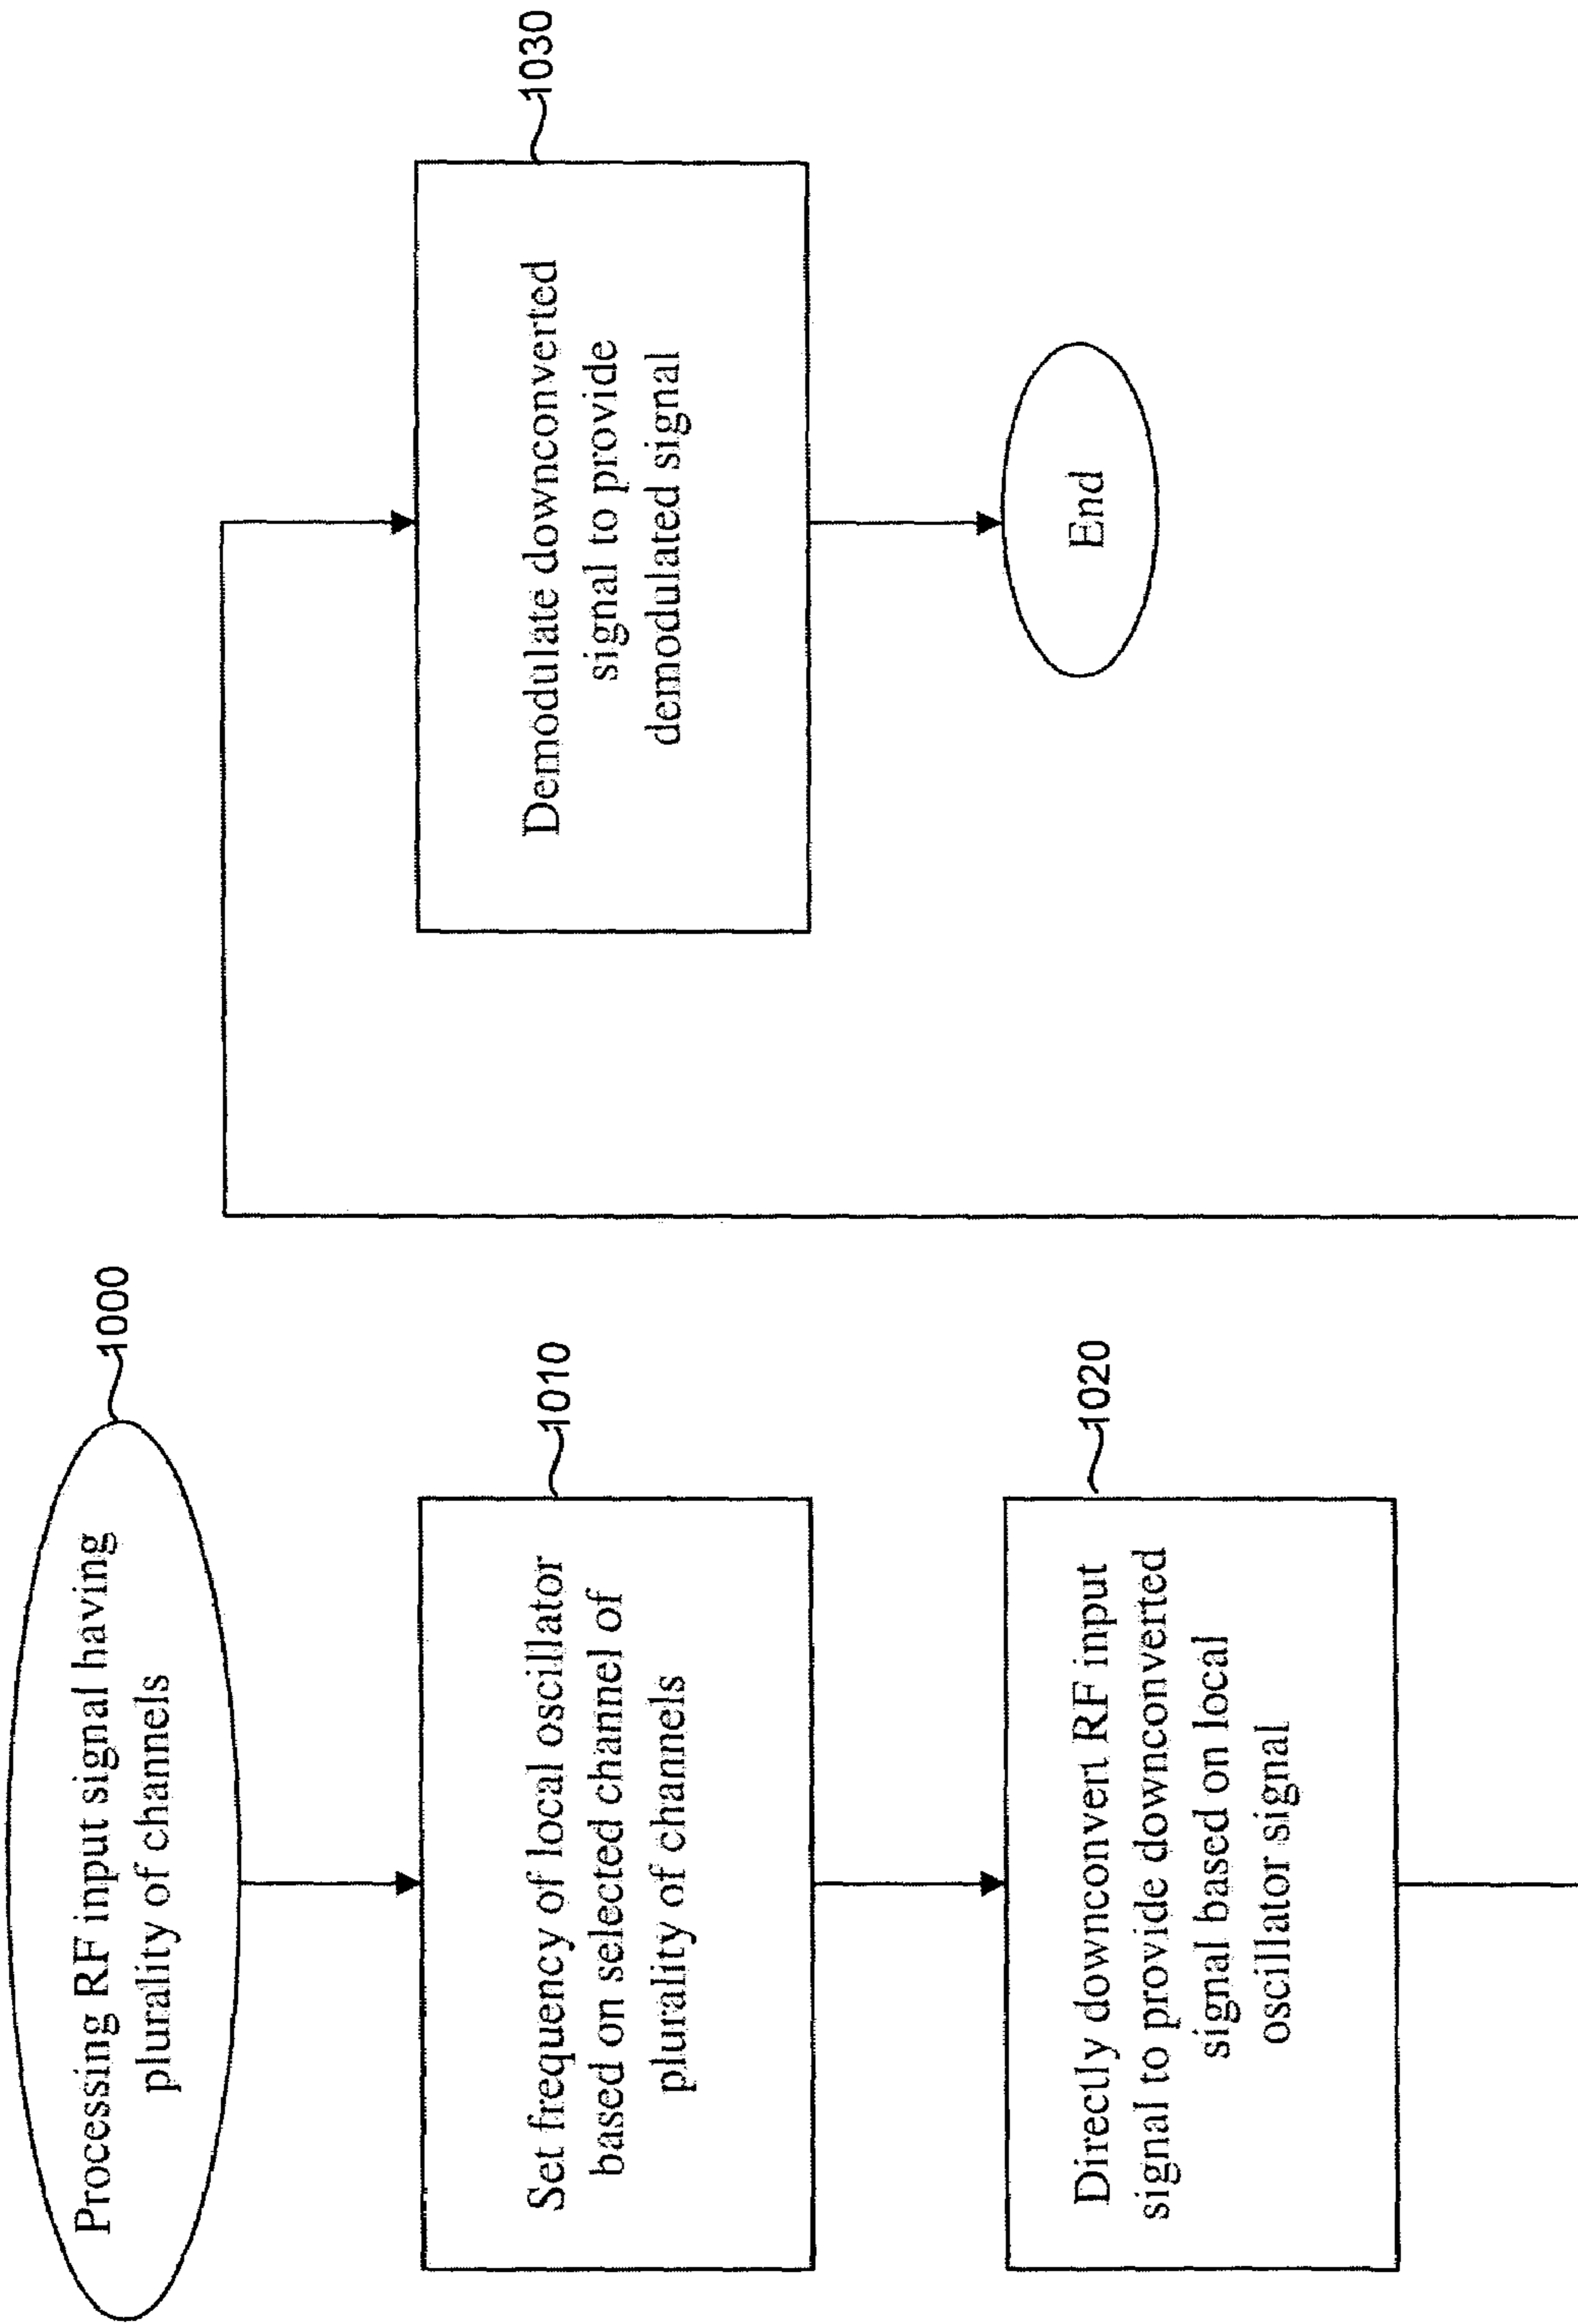 Processing RF input signal having
plurality of channels
1000
Set frequency of local oscillator
based on selected channel of
plurality of channels
1010
Directly downconvert RF input
signal to provide downconverted
signal based on local
oscillator signal
1020
Demodulate downconverted
signal to provide
demodulated signal
1030
End